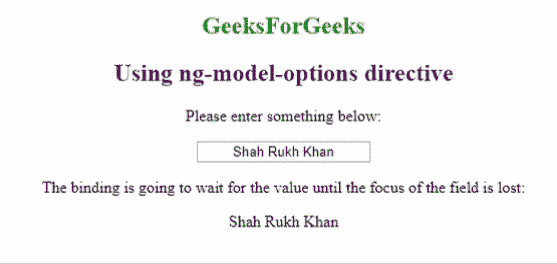 GeeksForGeeks
Using ng-model-options directive
Please enter something below:
Shah Rukh Khan
The binding is going to wait for the value until the focus of the field is lost:
Shah Rukh Khan